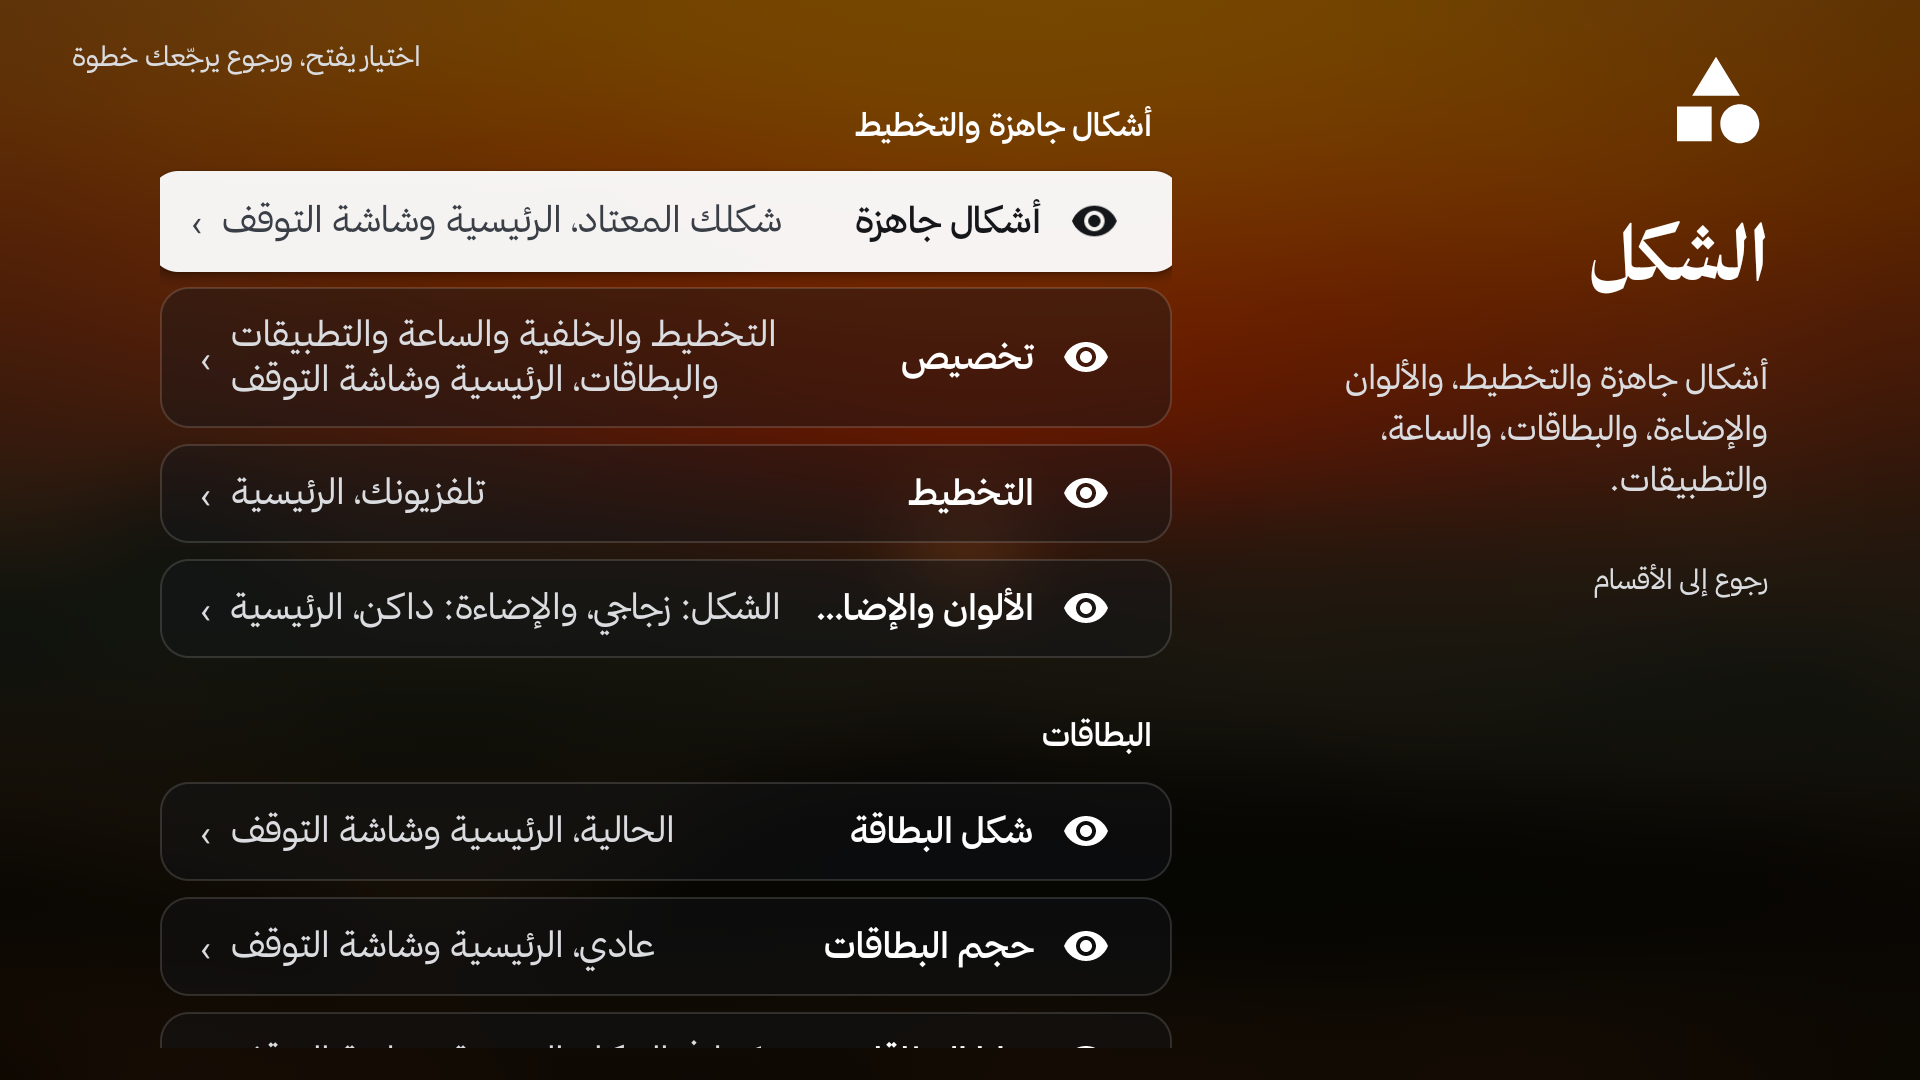 اختيار يفتح، ورجوع يرجّعك خطوة
الشكل
أشكال جاهزة والتخطيط، والألوان
والإضاءة، والبطاقات، والساعة،
والتطبيقات.
رجوع إلى الأقسام
أشكال جاهزة والتخطيط
أشكال جاهزة شكلك المعتاد، الرئيسية وشاشة التوقف ‹
تخصيص التخطيط والخلفية والساعة والتطبيقات
والبطاقات، الرئيسية وشاشة التوقف ‹
التخطيط تلفزيونك، الرئيسية ‹
الألوان والإضا... الشكل: زجاجي، والإضاءة: داكن، الرئيسية ‹
البطاقات
شكل البطاقة الحالية، الرئيسية وشاشة التوقف ‹
حجم البطاقات عادي، الرئيسية وشاشة التوقف ‹